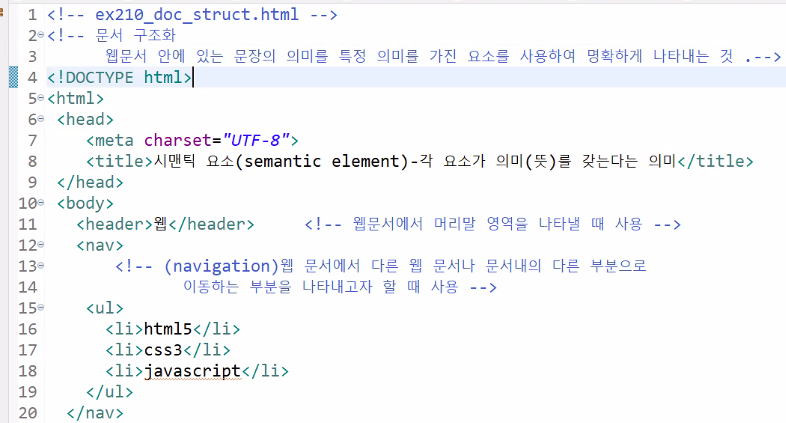 1 <!-- ex210_doc_struct.html -->
2 <!-- 문서 구조화
3 웹문서 안에 있는 문장의 의미를 특정 의미를 가진 요소를 사용하여 명확하게 나타내는 것 .-->
4 <!DOCTYPE html>
5 <html>
6 <head>
7 <meta charset="UTF-8">
8 <title>시맨틱 요소(semantic element)-각 요소가 의미(뜻)를 갖는다는 의미</title>
9 </head>
10 <body>
11 <header>웹</header> <!-- 웹문서에서 머리말 영역을 나타낼 때 사용 -->
12 <nav>
13 <!-- (navigation)웹 문서에서 다른 웹 문서나 문서내의 다른 부분으로
14 이동하는 부분을 나타내고자 할 때 사용 -->
15 <ul>
16 <li>html5</li>
17 <li>css3</li>
18 <li>javascript</li>
19 </ul>
20 </nav>